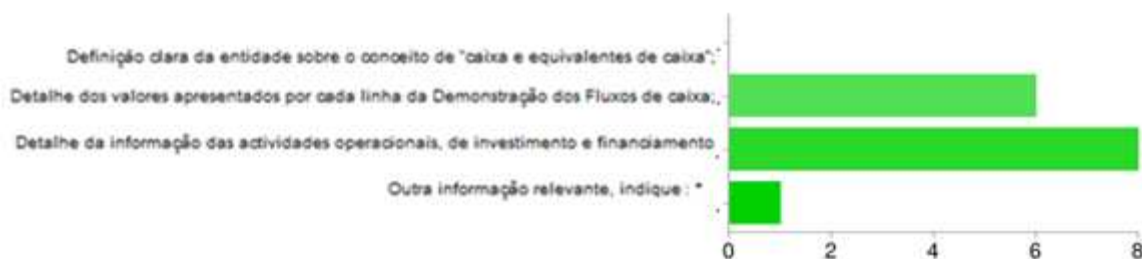 Definição clara da entidade sobre o conceito de "caixa e equivalentes de caixa";
Detalhe dos valores apresentados por cada linha da Demonstração dos Fluxos de caixa;
Detalhe da informação das actividades operacionais, de investimento e financiamento
Outra informação relevante, indique : *
0 2 4 6 8